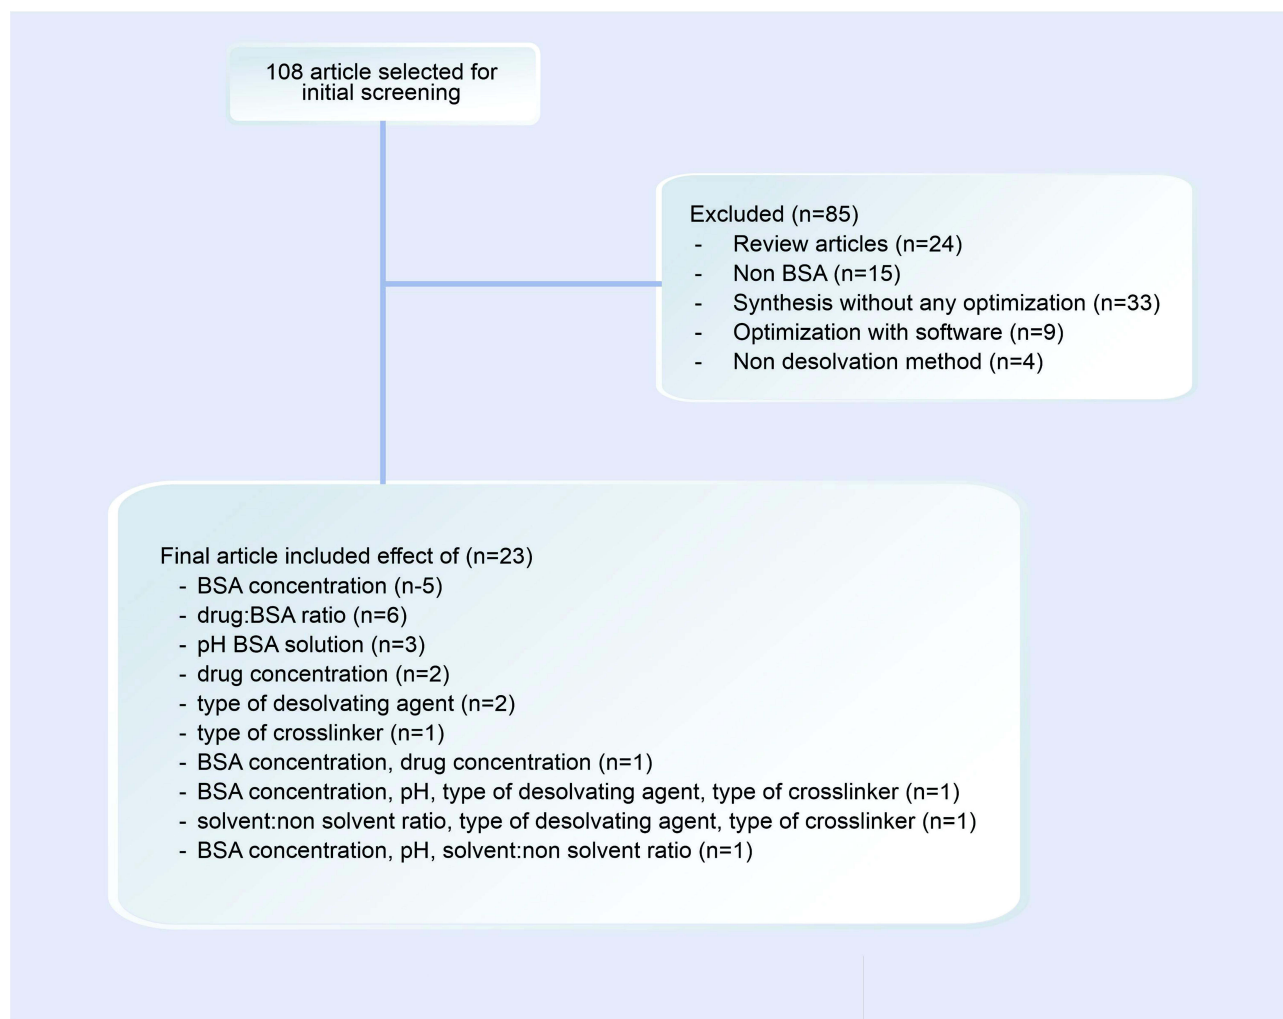 108 article selected for
initial screening
Excluded (n=85)
- Review articles (n=24)
- Non BSA (n=15)
- Synthesis without any optimization (n=33)
- Optimization with software (n=9)
- Non desolvation method (n=4)
Final article included effect of (n=23)
- BSA concentration (n-5)
- drug:BSA ratio (n=6)
- pH BSA solution (n=3)
- drug concentration (n=2)
- type of desolvating agent (n=2)
- type of crosslinker (n=1)
- BSA concentration, drug concentration (n=1)
- BSA concentration, pH, type of desolvating agent, type of crosslinker (n=1)
- solvent:non solvent ratio, type of desolvating agent, type of crosslinker (n=1)
- BSA concentration, pH, solvent:non solvent ratio (n=1)